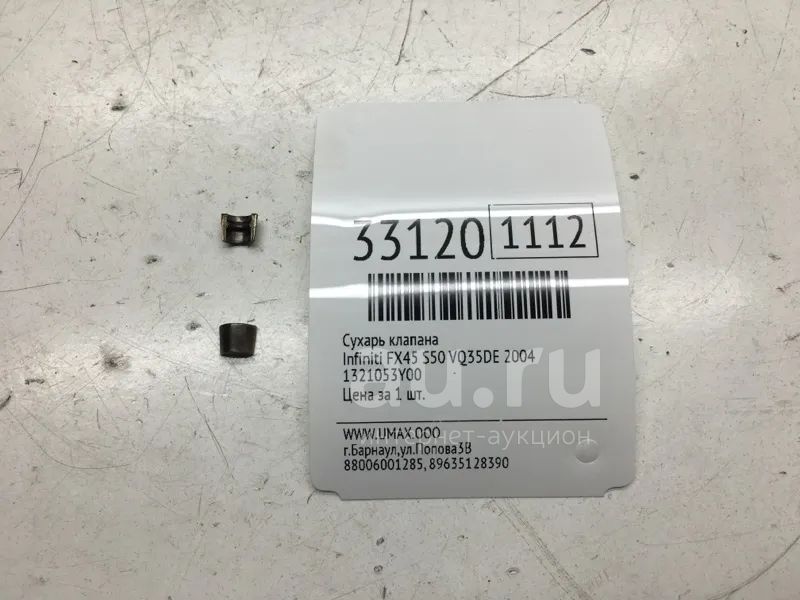 33120 1112
Сухарь клапана
Infiniti FX45 S50 VQ35DE 2004
1321053Y00
Цена за 1 шт.
au.ru
интернет-аукцион
WWW.UMAX.OOO
г.Барнаул,ул.Попова3В
88006001285, 89635128390